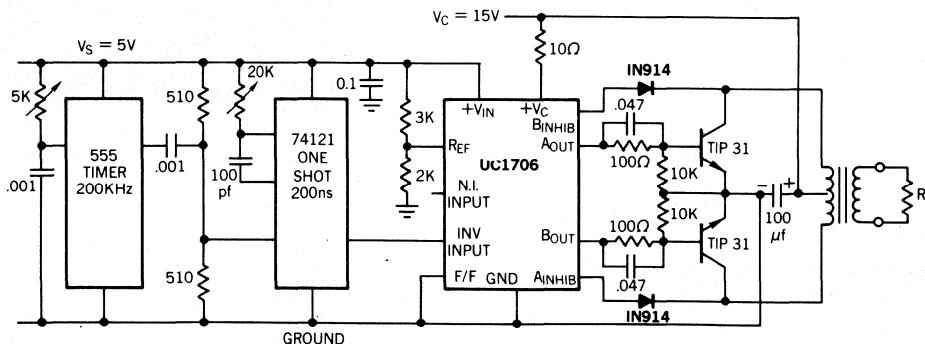 V_C = 15V
V_S = 5V
10Ω
IN914
5K
510
20K
0.1
3K
+V_IN
+V_C
B_INHIB
.047
A_OUT
TIP 31
555
TIMER
200KHz
.001
74121
ONE
SHOT
200ns
R_EF
UC1706
100Ω
10K
.001
100
pf
2K
N.I.
INPUT
10K
− +
100
µf
R
510
INV
INPUT
B_OUT
100Ω
TIP 31
F/F
GND
A_INHIB
.047
IN914
GROUND